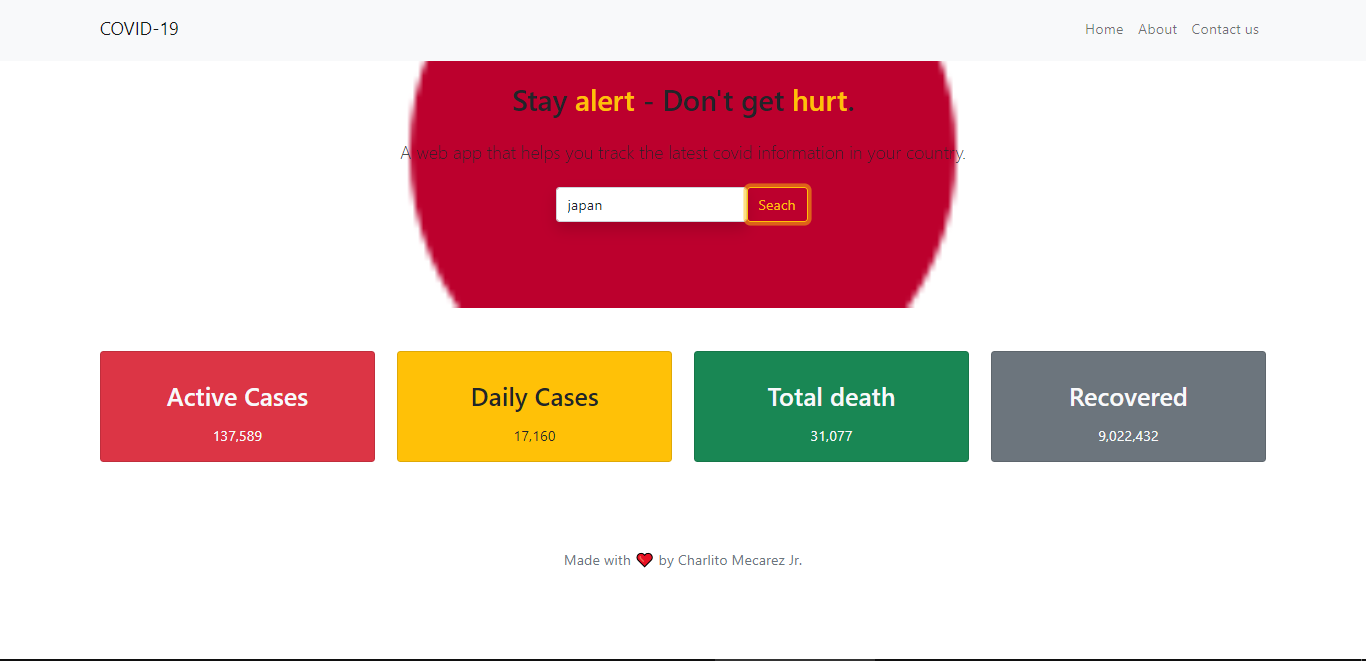 COVID-19
Home About Contact us
Stay alert - Don't get hurt.
A web app that helps you track the latest covid information in your country.
japan Seach
Active Cases
137,589
Daily Cases
17,160
Total death
31,077
Recovered
9,022,432
Made with ❤️ by Charlito Mecarez Jr.